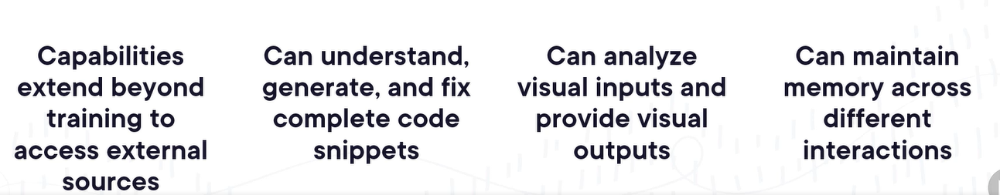 Capabilities
extend beyond
training to
access external
sources
Can understand,
generate, and fix
complete code
snippets
Can analyze
visual inputs and
provide visual
outputs
Can maintain
memory across
different
interactions